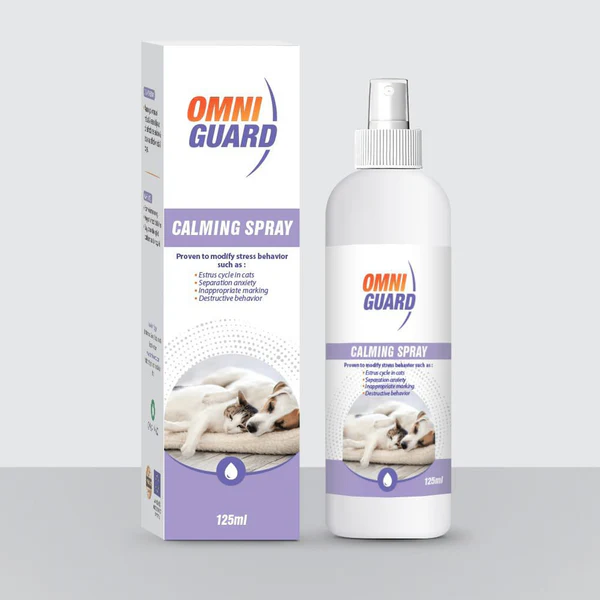 OMNI
GUARD
CALMING SPRAY
Proven to modify stress behavior
such as :
• Estrus cycle in cats
• Separation anxiety
• Inappropriate marking
• Destructive behavior
125ml
OMNI
GUARD
CALMING SPRAY
Proven to modify stress behavior such as :
• Estrus cycle in cats
• Separation anxiety
• Inappropriate marking
• Destructive behavior
125ml